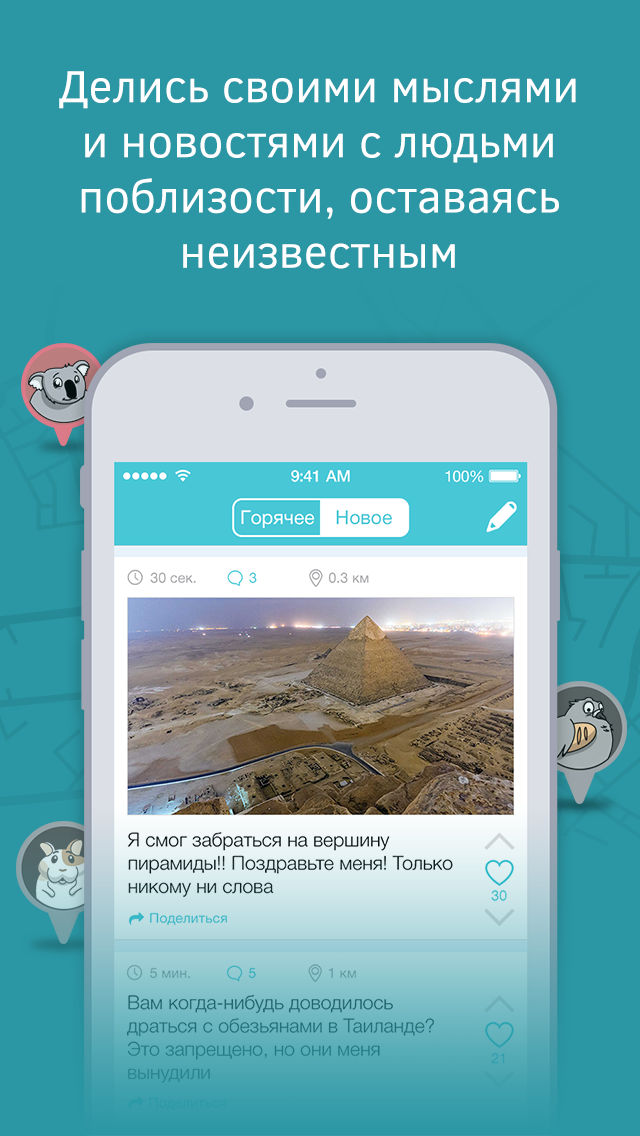 Делись своими мыслями
и новостями с людьми
поблизости, оставаясь
неизвестным
9:41 AM
100%
Горячее
Новое
30 сек.
3
0.3 км
Я смог забраться на вершину
пирамиды!! Поздравьте меня! Только
никому ни слова
30
Поделиться
5 мин.
5
1 км
Вам когда-нибудь доводилось
драться с обезьянами в Таиланде?
Это запрещено, но они меня
вынудили
21
Поделиться